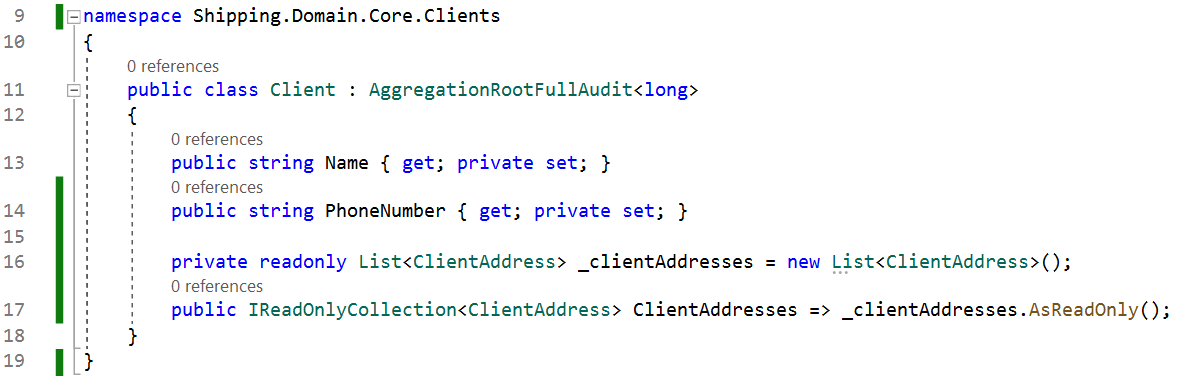 9 namespace Shipping.Domain.Core.Clients
10 {
0 references
11 public class Client : AggregationRootFullAudit<long>
12 {
0 references
13 public string Name { get; private set; }
0 references
14 public string PhoneNumber { get; private set; }
15
16 private readonly List<ClientAddress> _clientAddresses = new List<ClientAddress>();
0 references
17 public IReadOnlyCollection<ClientAddress> ClientAddresses => _clientAddresses.AsReadOnly();
18 }
19 }